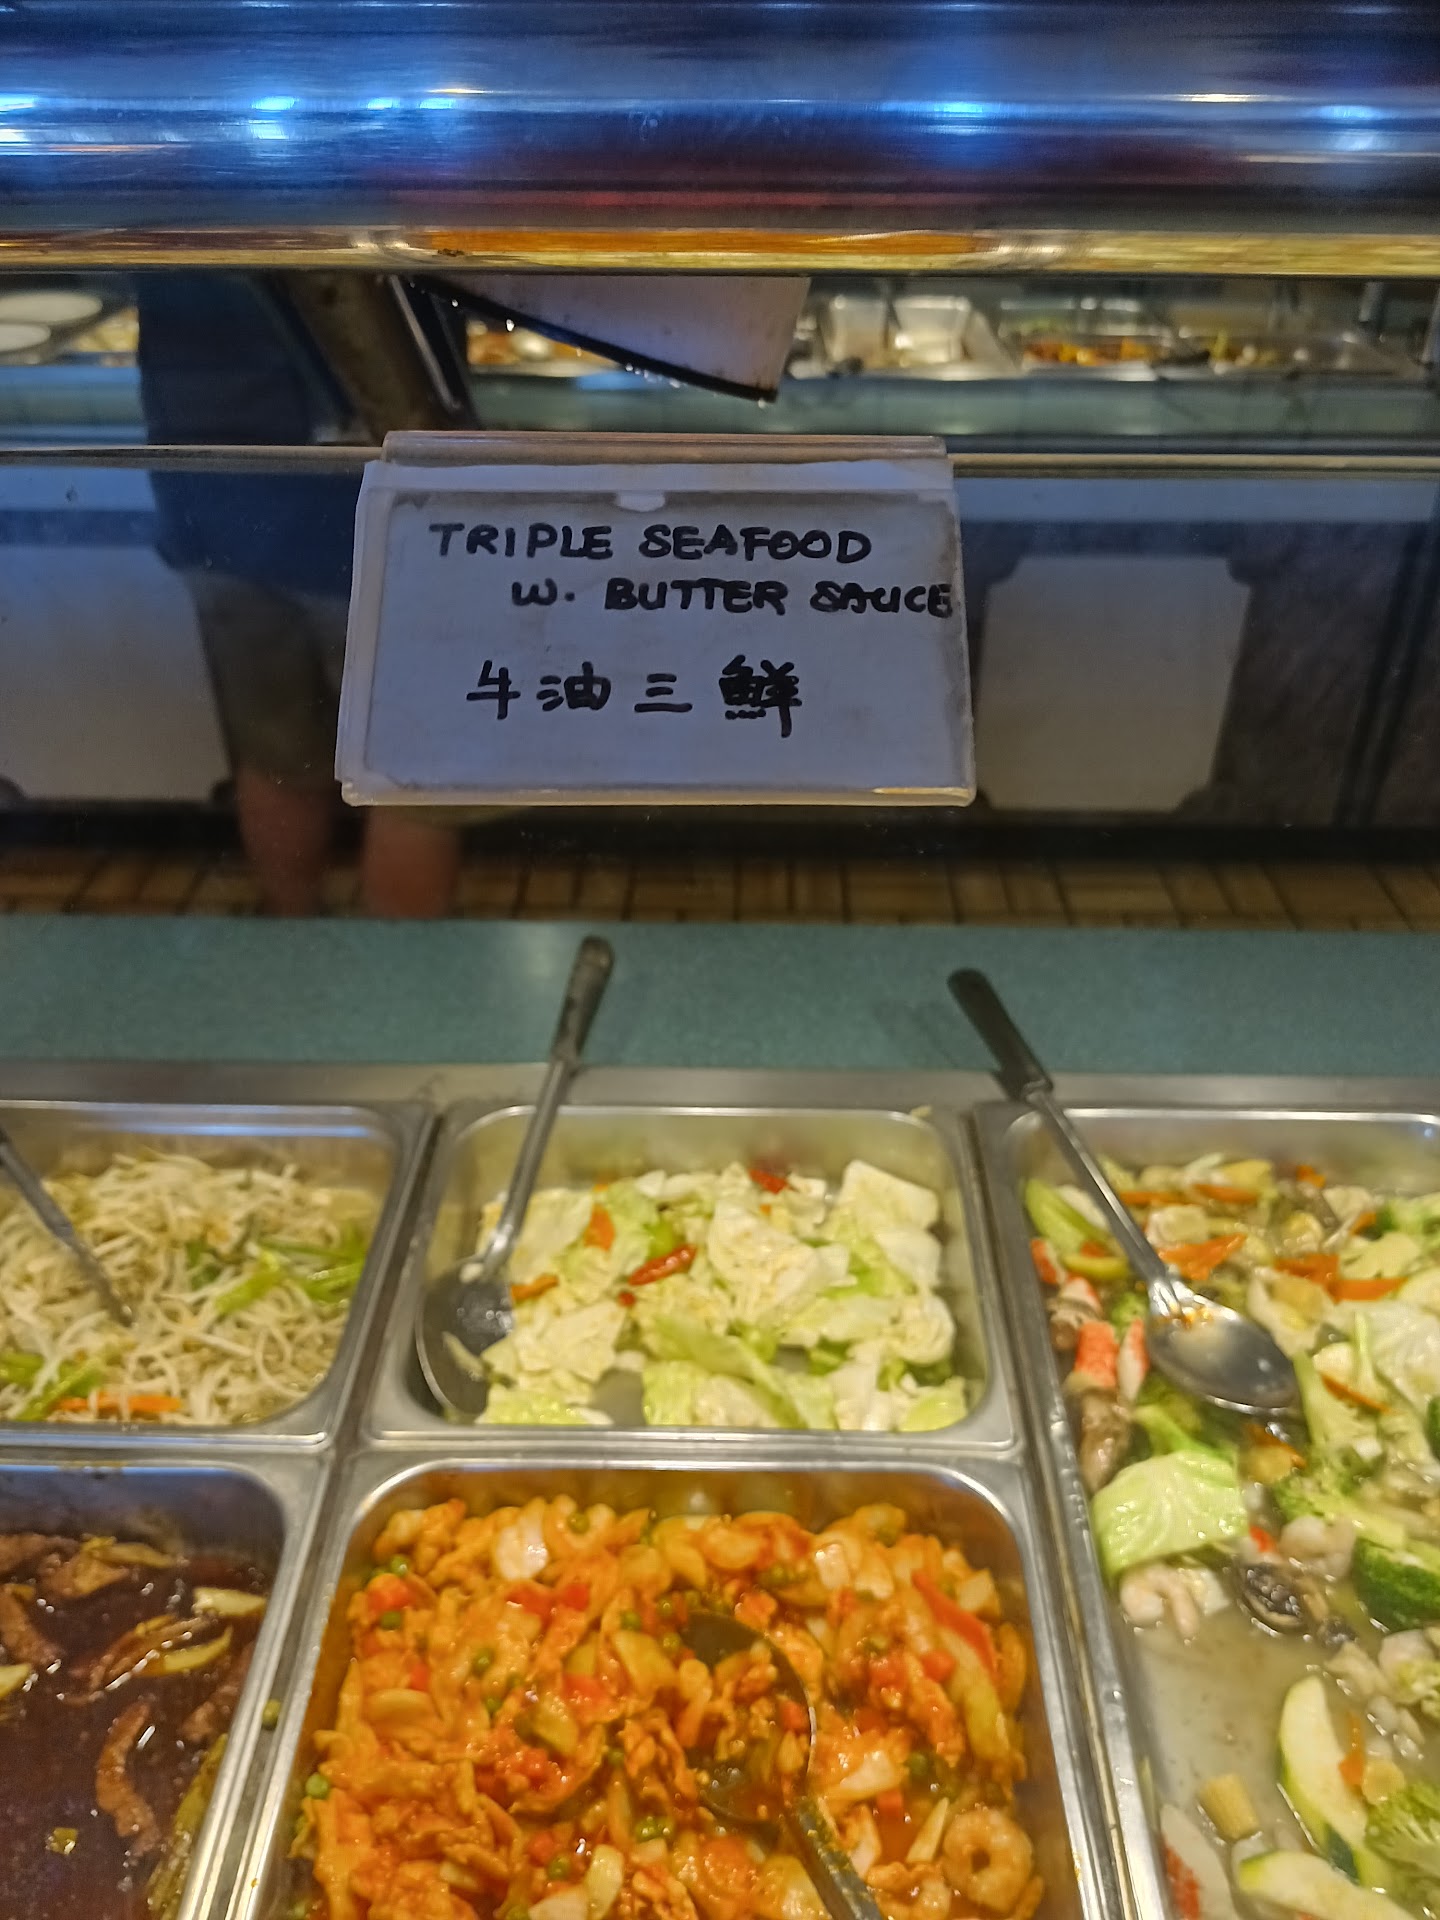 TRIPLE SEAFOOD
W. BUTTER SAUCE
牛油三鮮